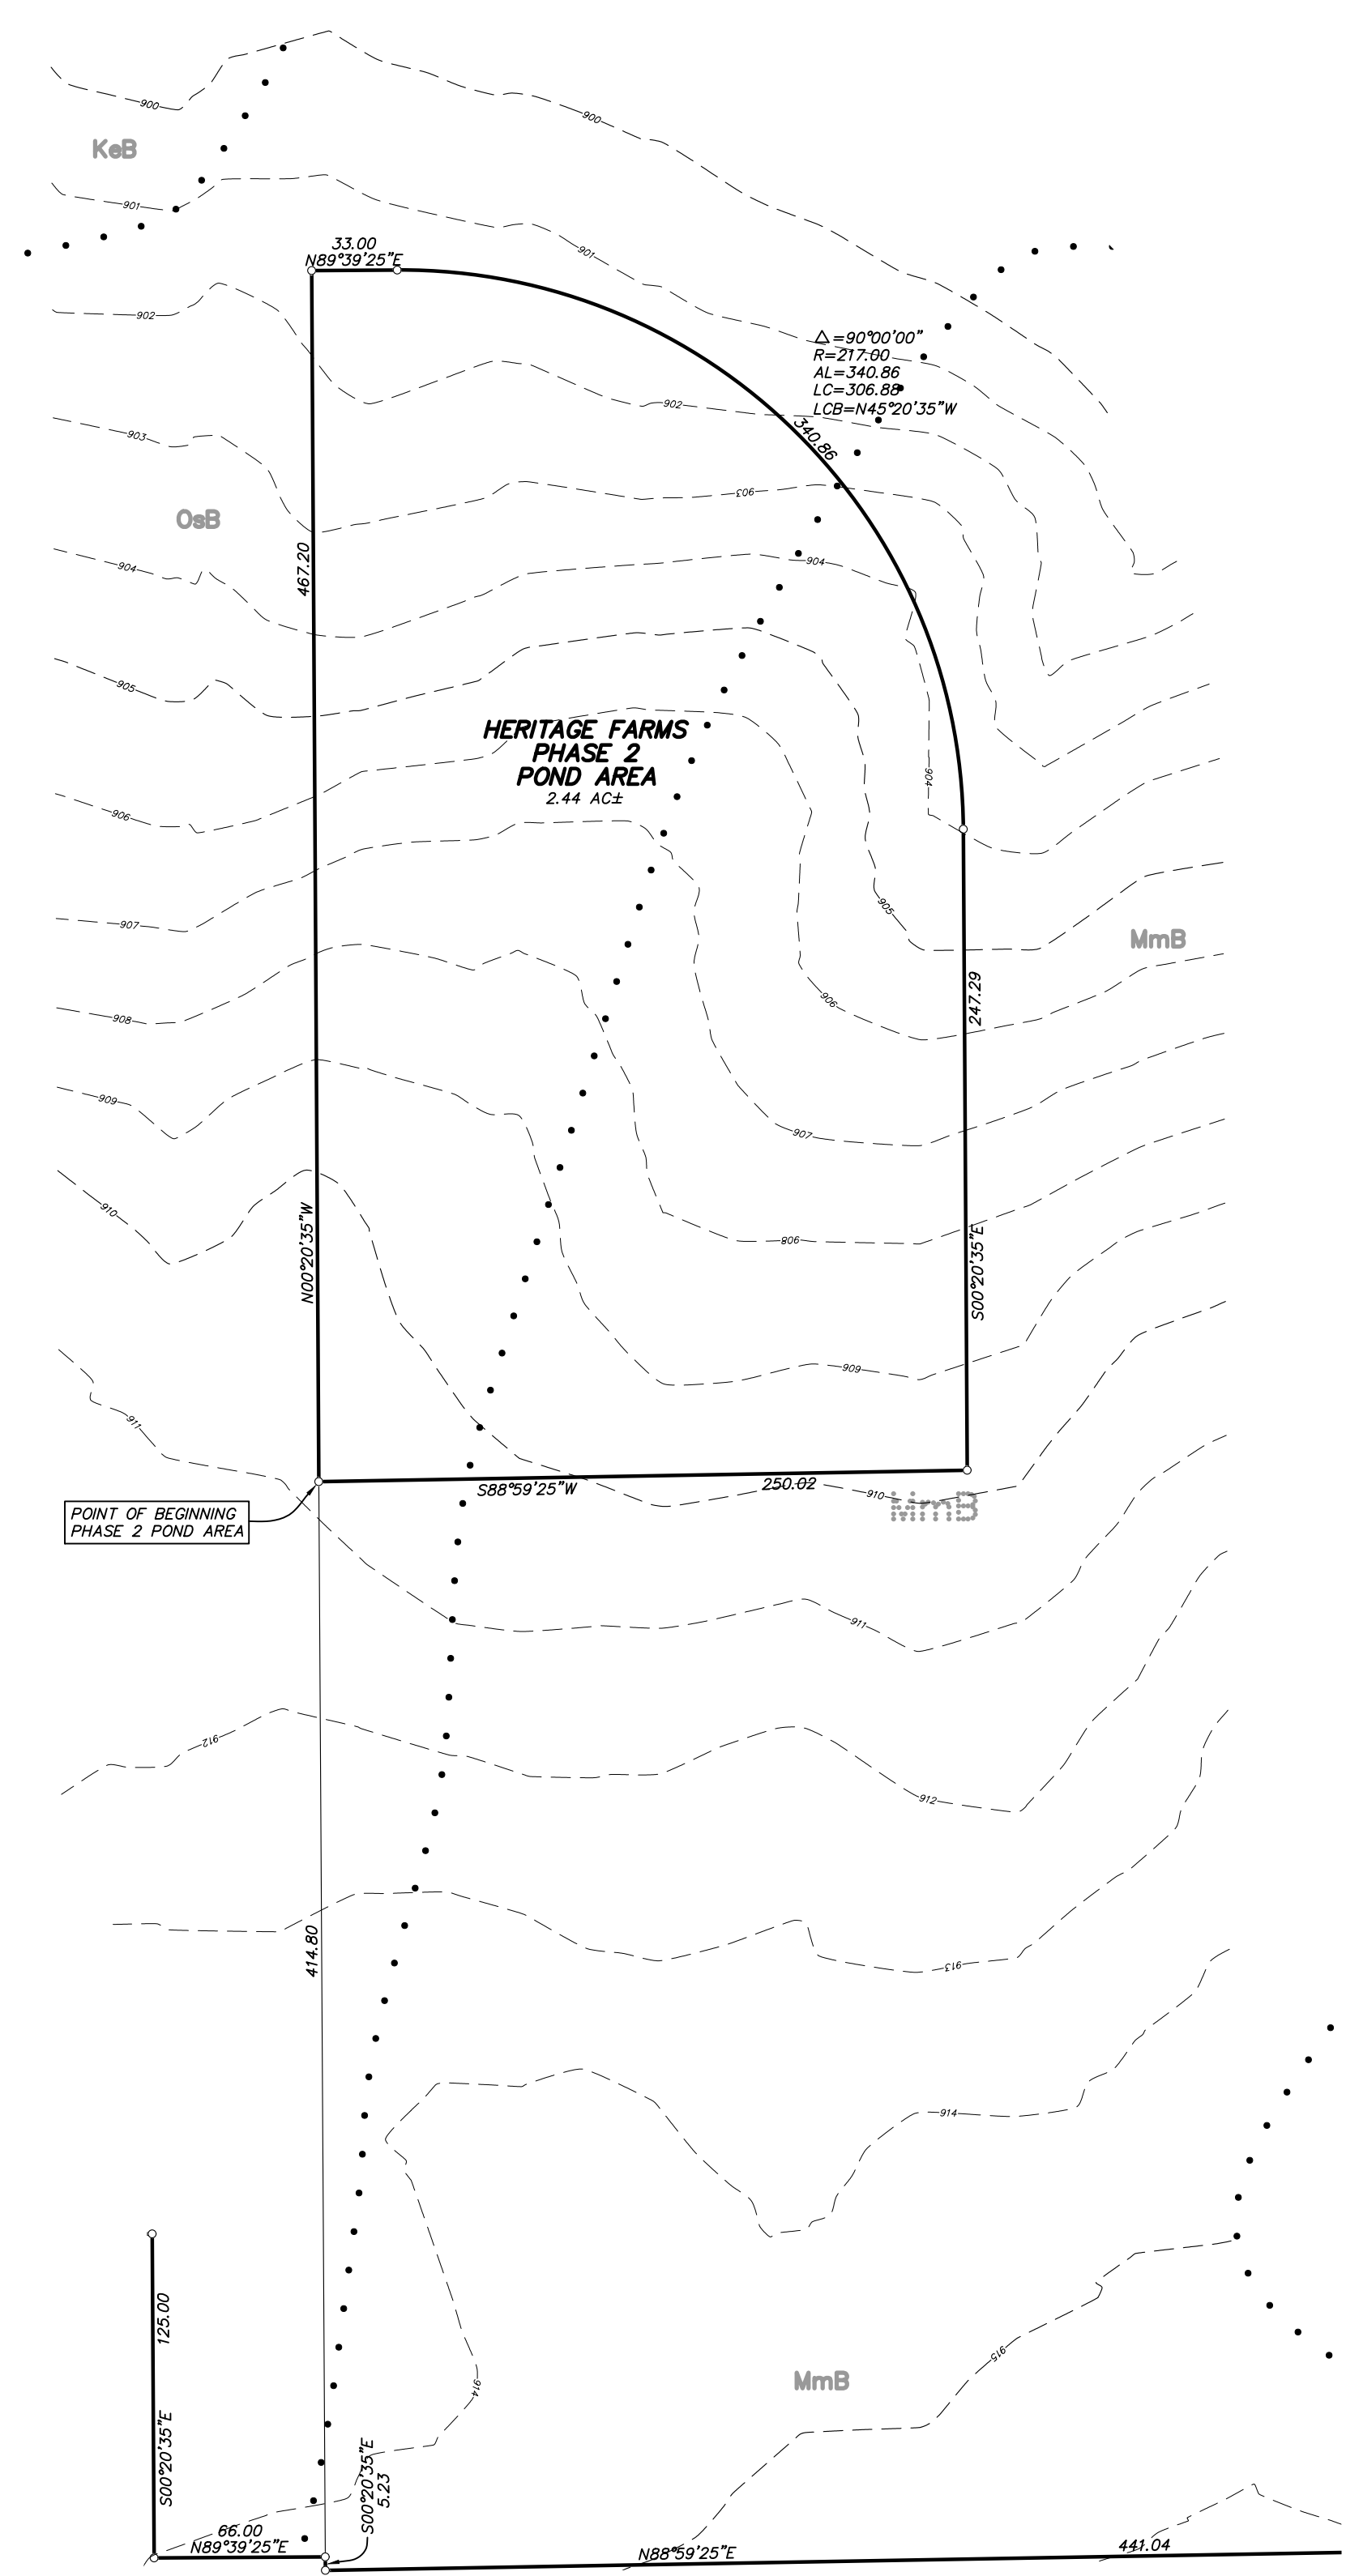 900
900
KeB
901
33.00
N89°39'25"E
901
902
△=90°00'00"
R=217.00
AL=340.86
LC=306.88
LCB=N45°20'35"W
902
340.86
903
903
OsB
467.20
904
904
905
HERITAGE FARMS
PHASE 2
POND AREA
2.44 AC±
904
906
905
907
MmB
906
247.29
908
909
907
910
N00°20'35"W
908
S00°20'35"E
909
911
S88°59'25"W
250.02
910
MmB
POINT OF BEGINNING
PHASE 2 POND AREA
911
912
912
414.80
913
914
125.00
915
MmB
914
S00°20'35"E
S00°20'35"E
5.23
66.00
N89°39'25"E
N88°59'25"E
441.04